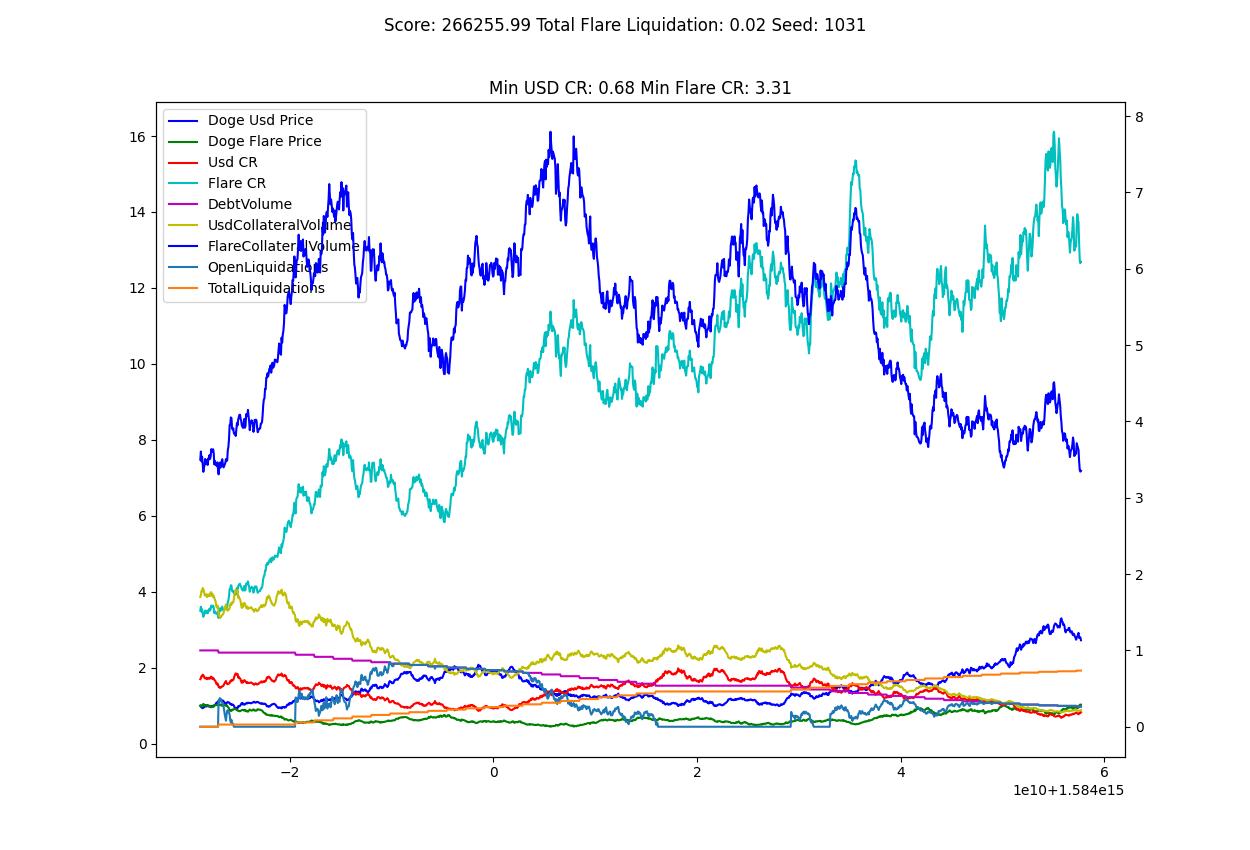 Score: 266255.99 Total Flare Liquidation: 0.02 Seed: 1031
Min USD CR: 0.68 Min Flare CR: 3.31
Doge Usd Price
Doge Flare Price
Usd CR
Flare CR
DebtVolume
UsdCollateralVolume
FlareCollateralVolume
OpenLiquidations
TotalLiquidations
16
14
12
10
8
6
4
2
0
8
7
6
5
4
3
2
1
0
−2
0
2
4
6
1e10+1.584e15